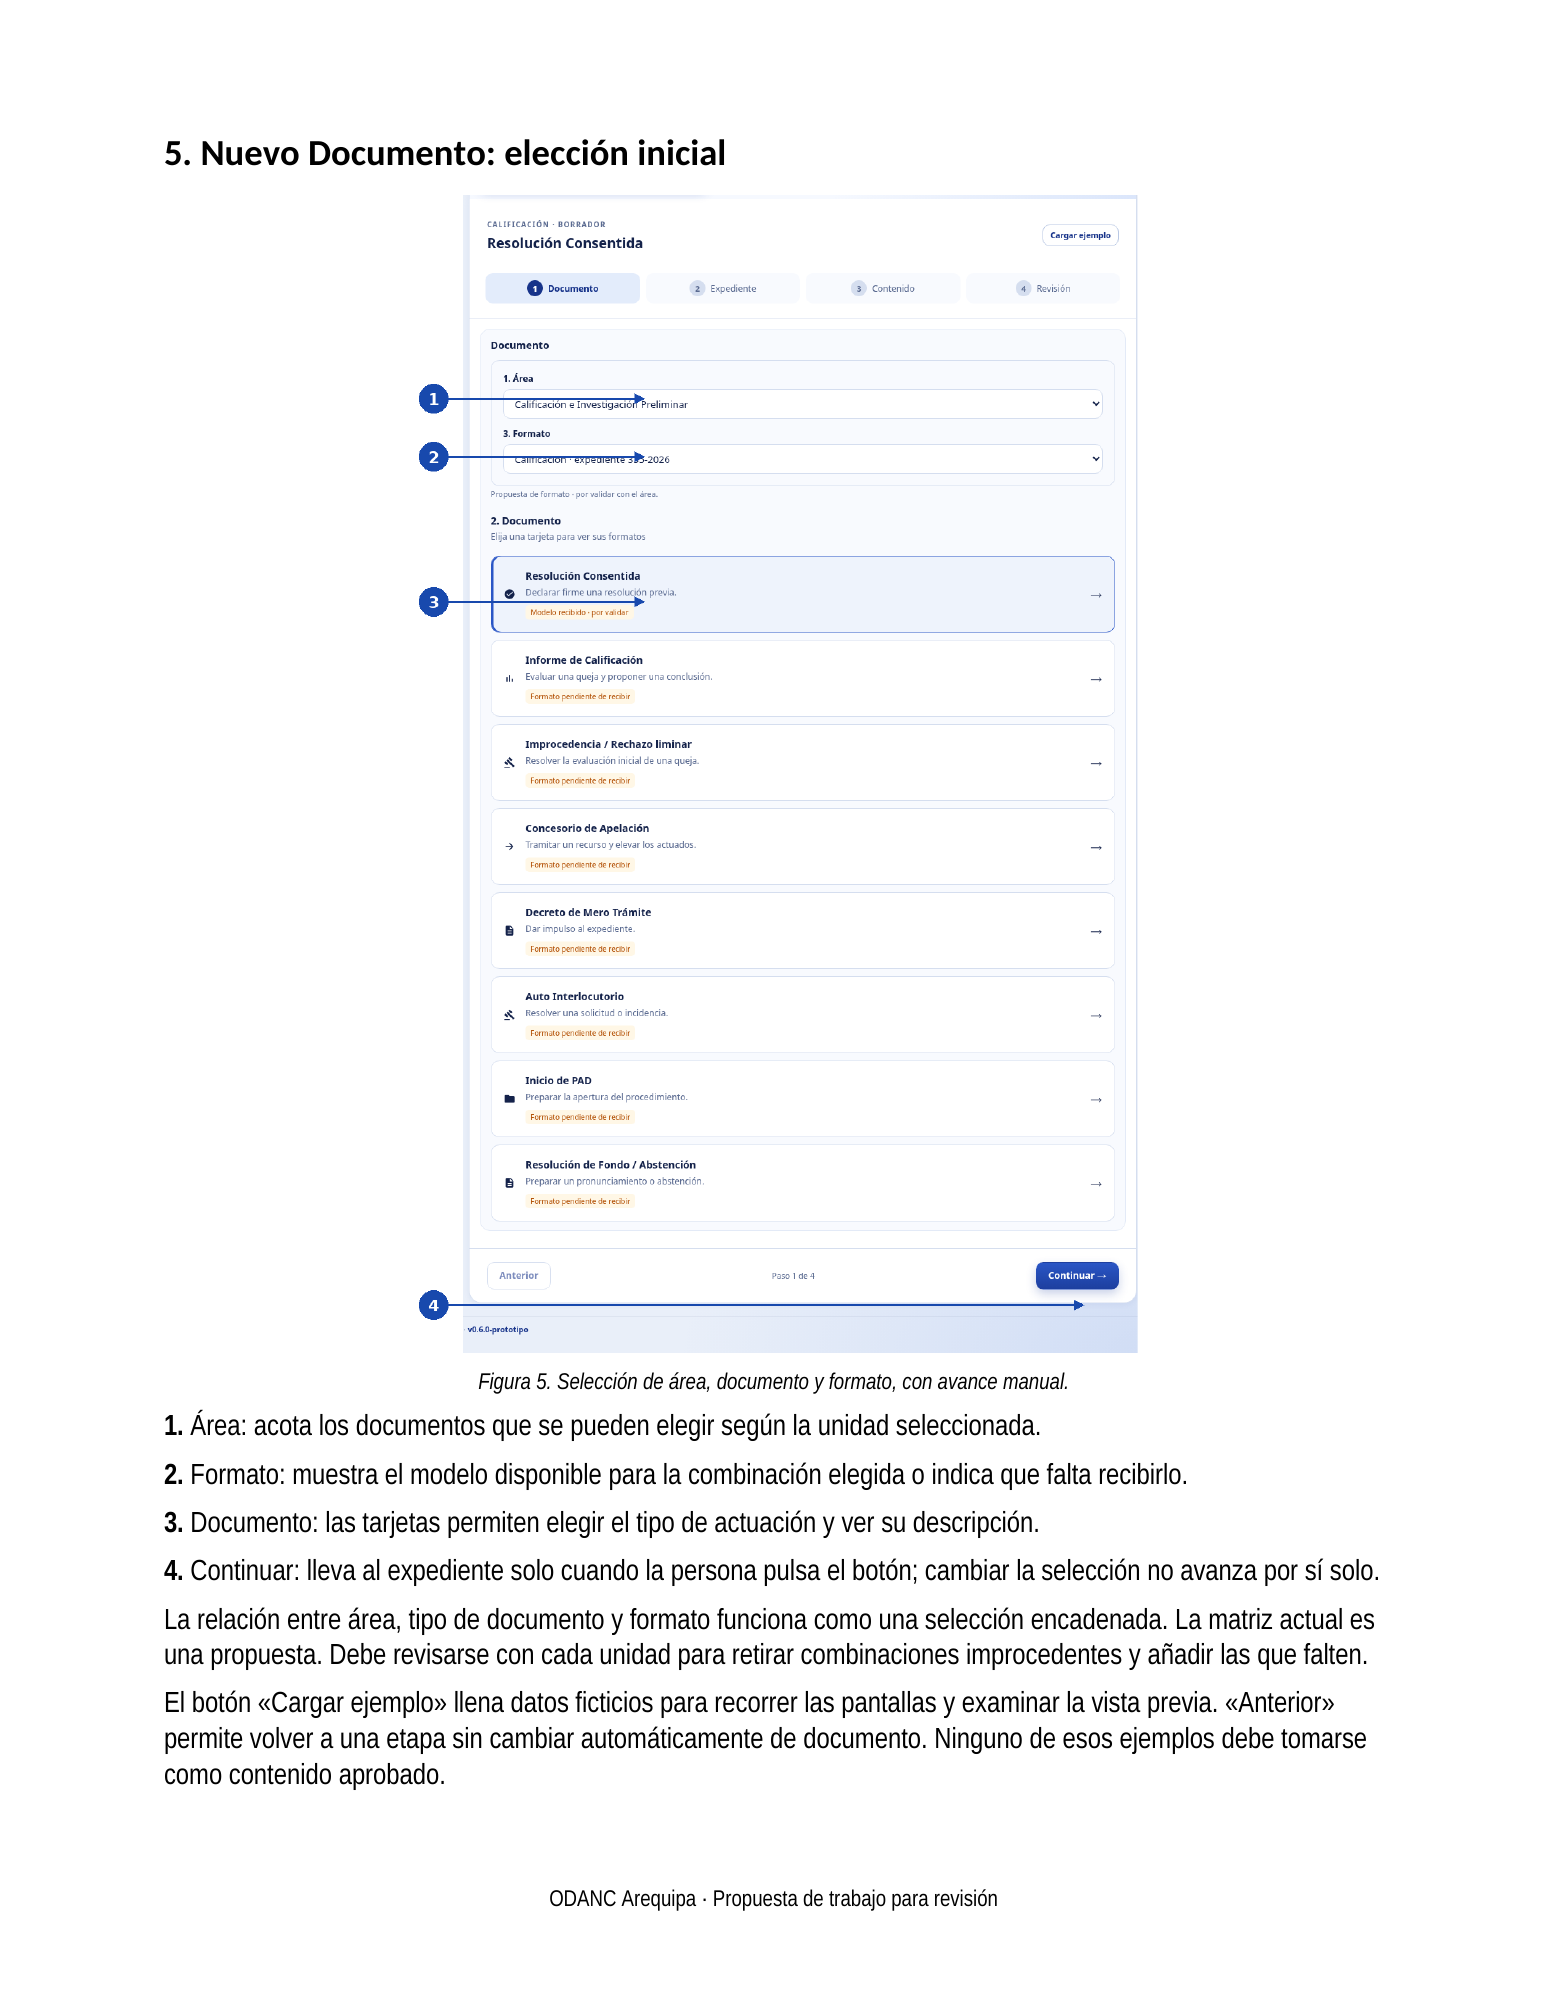 5. Nuevo Documento: elección inicial
CALIFICACIÓN · BORRADOR
Resolución Consentida
Cargar ejemplo
1 Documento
2 Expediente
3 Contenido
4 Revisión
Documento
1. Área
1
Calificación e Investigación Preliminar
3. Formato
2
Calificación · expediente 335-2026
Propuesta de formato · por validar con el área.
2. Documento
Elija una tarjeta para ver sus formatos
Resolución Consentida
Declarar firme una resolución previa.
3
Modelo recibido · por validar
→
Informe de Calificación
Evaluar una queja y proponer una conclusión.
Formato pendiente de recibir
→
Improcedencia / Rechazo liminar
Resolver la evaluación inicial de una queja.
Formato pendiente de recibir
→
Concesorio de Apelación
Tramitar un recurso y elevar los actuados.
Formato pendiente de recibir
→
Decreto de Mero Trámite
Dar impulso al expediente.
Formato pendiente de recibir
→
Auto Interlocutorio
Resolver una solicitud o incidencia.
Formato pendiente de recibir
→
Inicio de PAD
Preparar la apertura del procedimiento.
Formato pendiente de recibir
→
Resolución de Fondo / Abstención
Preparar un pronunciamiento o abstención.
Formato pendiente de recibir
→
Anterior
Paso 1 de 4
Continuar →
4
v0.6.0-prototipo
Figura 5. Selección de área, documento y formato, con avance manual.
1. Área: acota los documentos que se pueden elegir según la unidad seleccionada.
2. Formato: muestra el modelo disponible para la combinación elegida o indica que falta recibirlo.
3. Documento: las tarjetas permiten elegir el tipo de actuación y ver su descripción.
4. Continuar: lleva al expediente solo cuando la persona pulsa el botón; cambiar la selección no avanza por sí solo.
La relación entre área, tipo de documento y formato funciona como una selección encadenada. La matriz actual es
una propuesta. Debe revisarse con cada unidad para retirar combinaciones improcedentes y añadir las que falten.
El botón «Cargar ejemplo» llena datos ficticios para recorrer las pantallas y examinar la vista previa. «Anterior»
permite volver a una etapa sin cambiar automáticamente de documento. Ninguno de esos ejemplos debe tomarse
como contenido aprobado.
ODANC Arequipa · Propuesta de trabajo para revisión